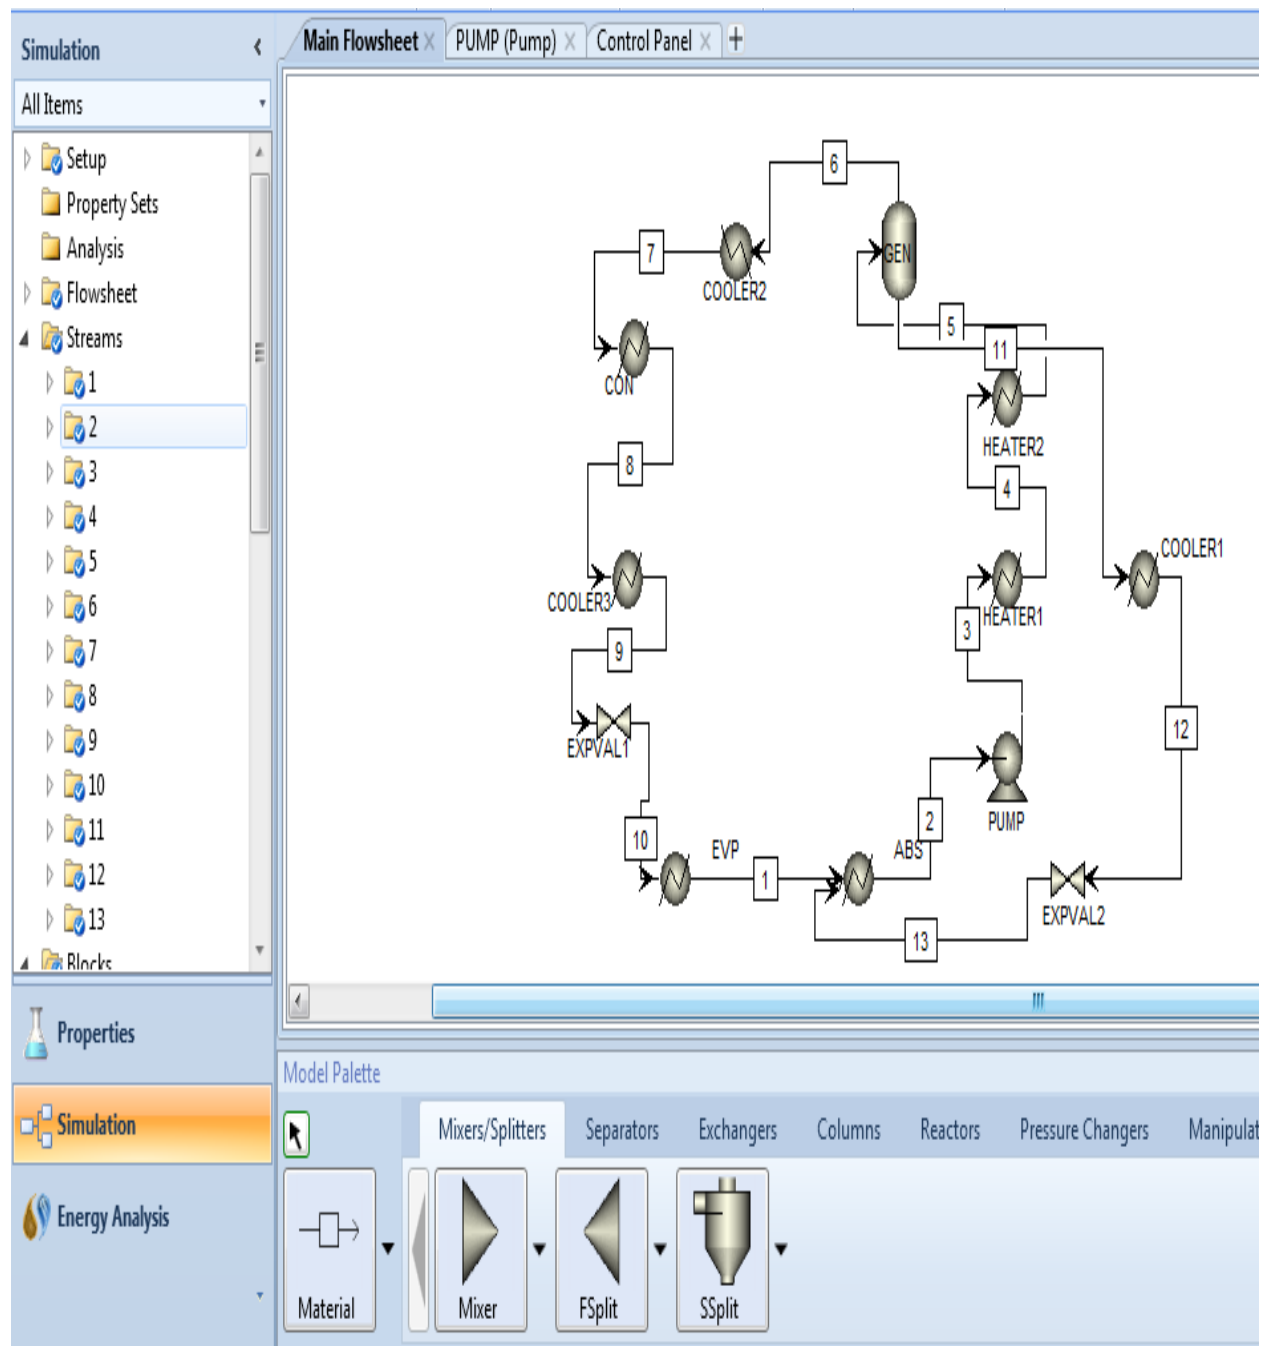 Simulation
All Items
Setup
Property Sets
Analysis
Flowsheet
Streams
1
2
3
4
5
6
7
8
9
10
11
12
13
Blocks
Properties
Simulation
Energy Analysis
Main Flowsheet
PUMP (Pump)
Control Panel
6
7
COOLER2
GEN
5
11
CON
HEATER2
8
4
COOLER1
COOLER3
HEATER1
3
9
12
EXPVAL1
PUMP
2
10
EVP
ABS
1
EXPVAL2
13
Model Palette
Mixers/Splitters
Separators
Exchangers
Columns
Reactors
Pressure Changers
Manipulat
Material
Mixer
FSplit
SSplit